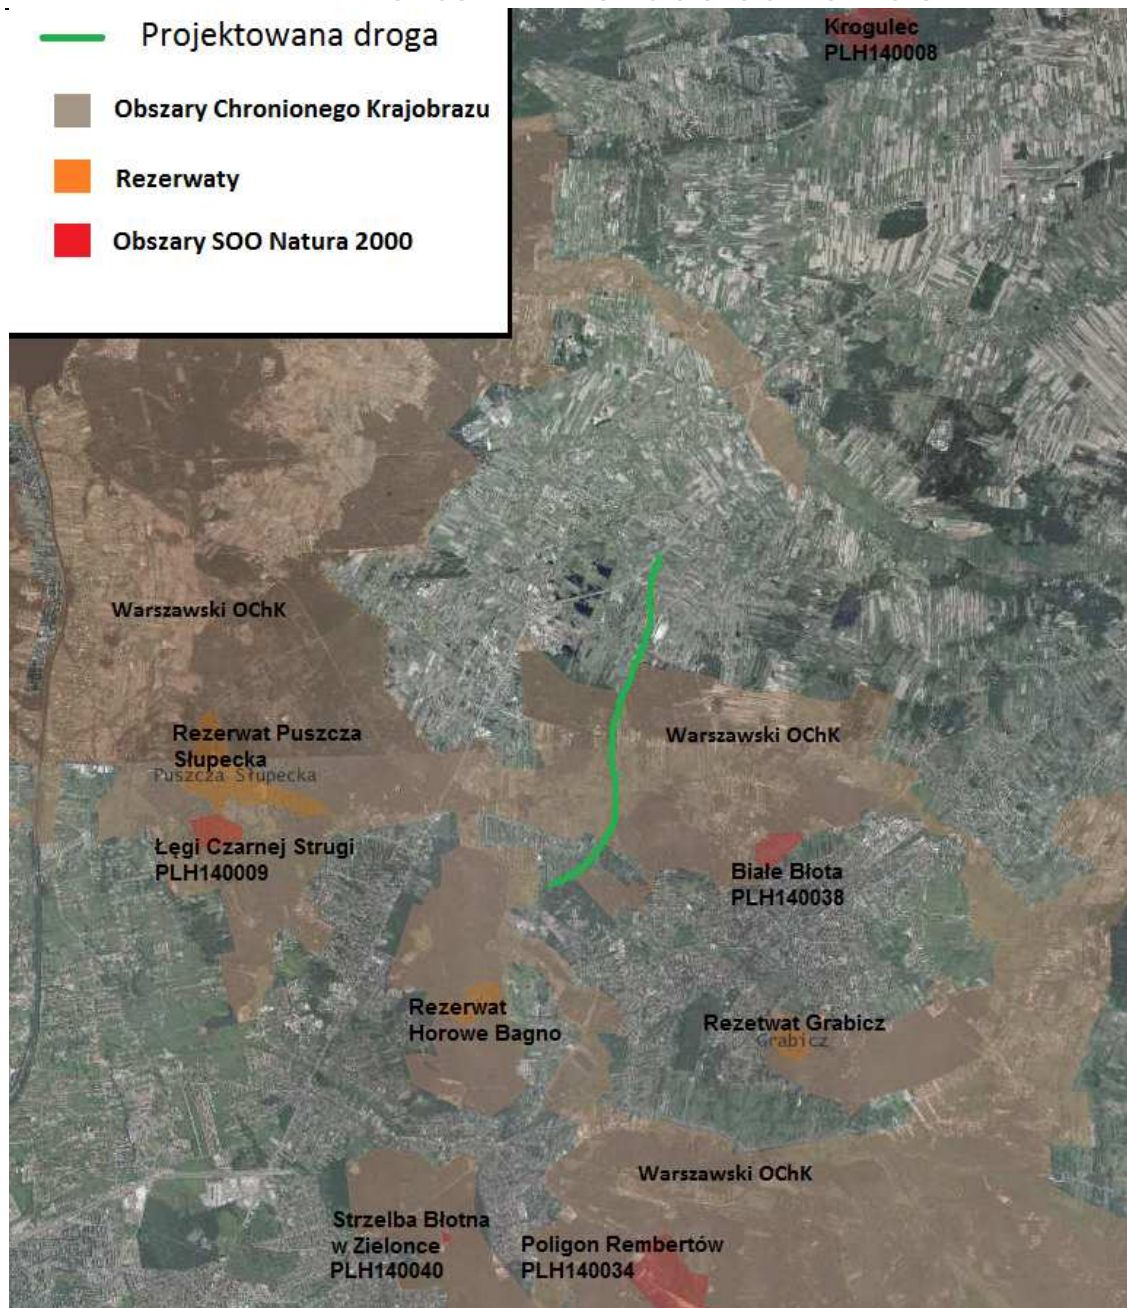 Projektowana droga
Obszary Chronionego Krajobrazu
Rezerwaty
Obszary SOO Natura 2000
Krogulec
PLH140008
Warszawski OChK
Rezerwat Puszcza
Słupecka
Puszcza Słupecka
Warszawski OChK
Łęgi Czarnej Strugi
PLH140009
Białe Błota
PLH140038
Rezerwat
Horowe Bagno
Rezetwat Grabicz
Grabicz
Warszawski OChK
Strzelba Błotna
w Zielonce
PLH140040
Poligon Rembertów
PLH140034